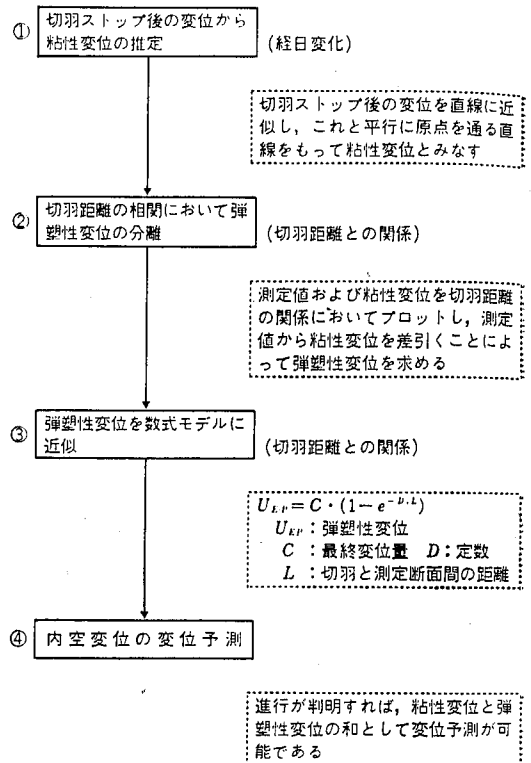 ① 切羽ストップ後の変位から
粘性変位の推定
(経日変化)
切羽ストップ後の変位を直線に近
似し，これと平行に原点を通る直
線をもって粘性変位とみなす
② 切羽距離の相関において弾
塑性変位の分離
(切羽距離との関係)
測定値および粘性変位を切羽距離
の関係においてプロットし，測定
値から粘性変位を差引くことによ
って弾塑性変位を求める
③ 弾塑性変位を数式モデルに
近似
(切羽距離との関係)
U_EP=C・(1−e^−D.L)
U_EP：弾塑性変位
C ：最終変位量 D：定数
L ：切羽と測定断面間の距離
④ 内空変位の変位予測
進行が判明すれば，粘性変位と弾
塑性変位の和として変位予測が可
能である